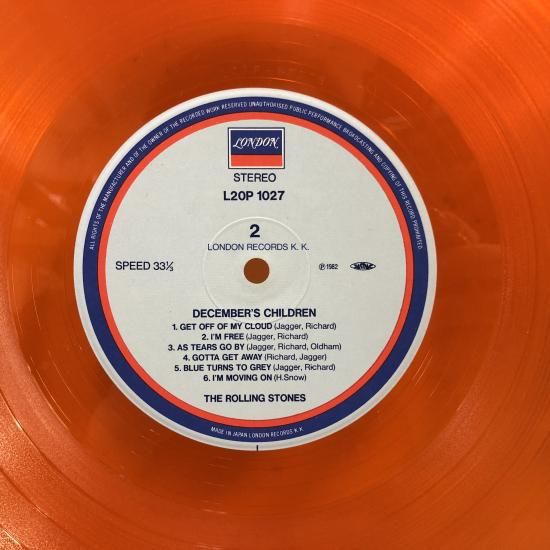 ALL RIGHTS OF THE MANUFACTURER AND OF THE OWNER OF THE RECORDED WORK RESERVED UNAUTHORISED PUBLIC PERFORMANCE BROADCASTING AND COPYING OF THIS RECORD PROHIBITED.
LONDON
STEREO
L20P 1027
2
LONDON RECORDS K. K.
SPEED 33⅓
Ⓟ1982
DECEMBER'S CHILDREN
1. GET OFF OF MY CLOUD (Jagger, Richard)
2. I'M FREE (Jagger, Richard)
3. AS TEARS GO BY (Jagger, Richard, Oldham)
4. GOTTA GET AWAY (Richard, Jagger)
5. BLUE TURNS TO GREY (Jagger, Richard)
6. I'M MOVING ON (H.Snow)
THE ROLLING STONES
MADE IN JAPAN LONDON RECORDS K.K.